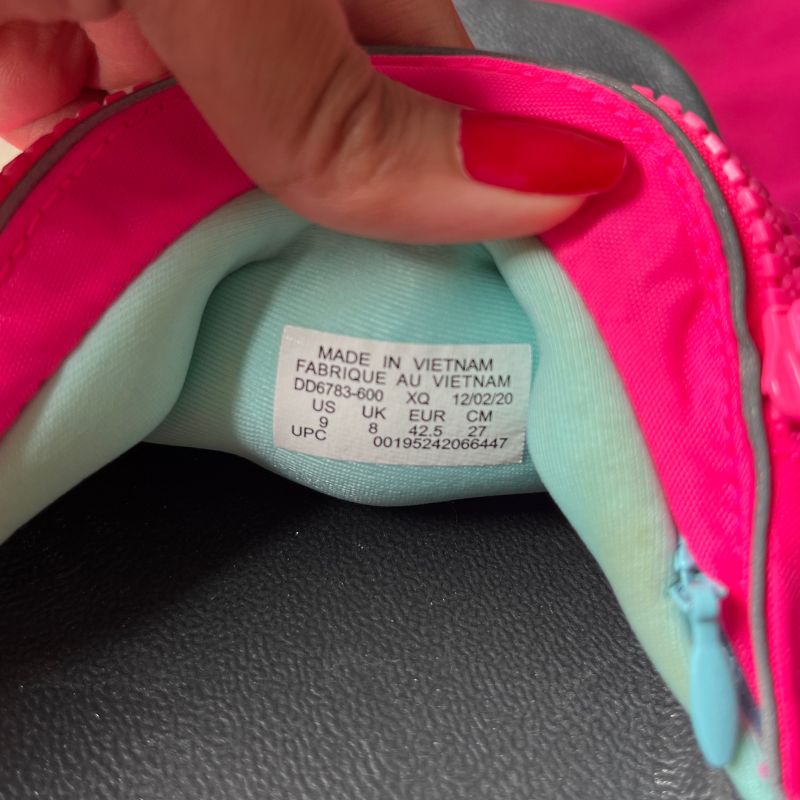 MADE IN VIETNAM
FABRIQUE AU VIETNAM
DD6783-600 XQ 12/02/20
US UK EUR CM
9 8 42.5 27
UPC 00195242066447